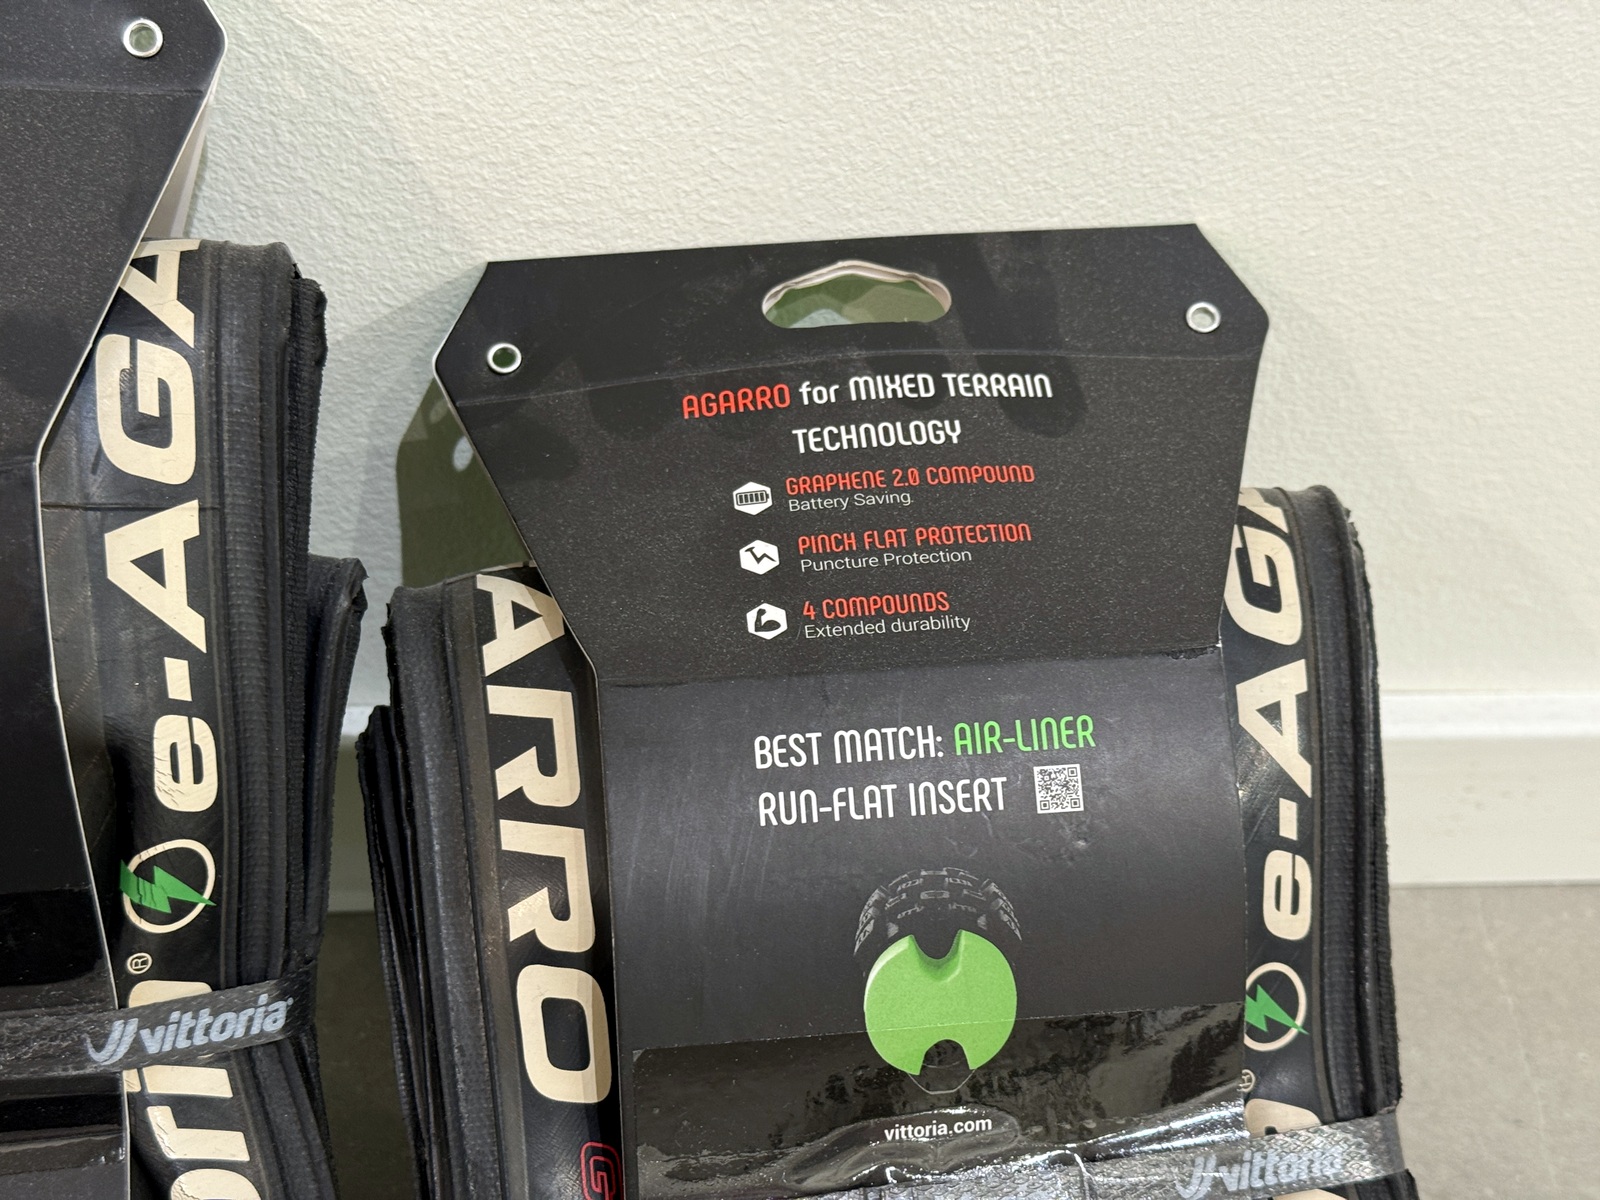 AGARRO for MIXED TERRAIN
TECHNOLOGY
GRAPHENE 2.0 COMPOUND
Battery Saving
PINCH FLAT PROTECTION
Puncture Protection
4 COMPOUNDS
Extended durability
BEST MATCH: AIR-LINER
RUN-FLAT INSERT
vittoria.com
e-AGA
®
vittoria
ARRO
G
e-AGA
vittoria